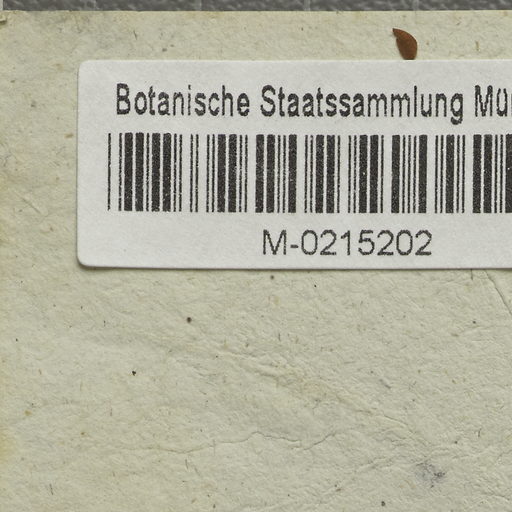 Botanische Staatssammlung Mü
M-0215202